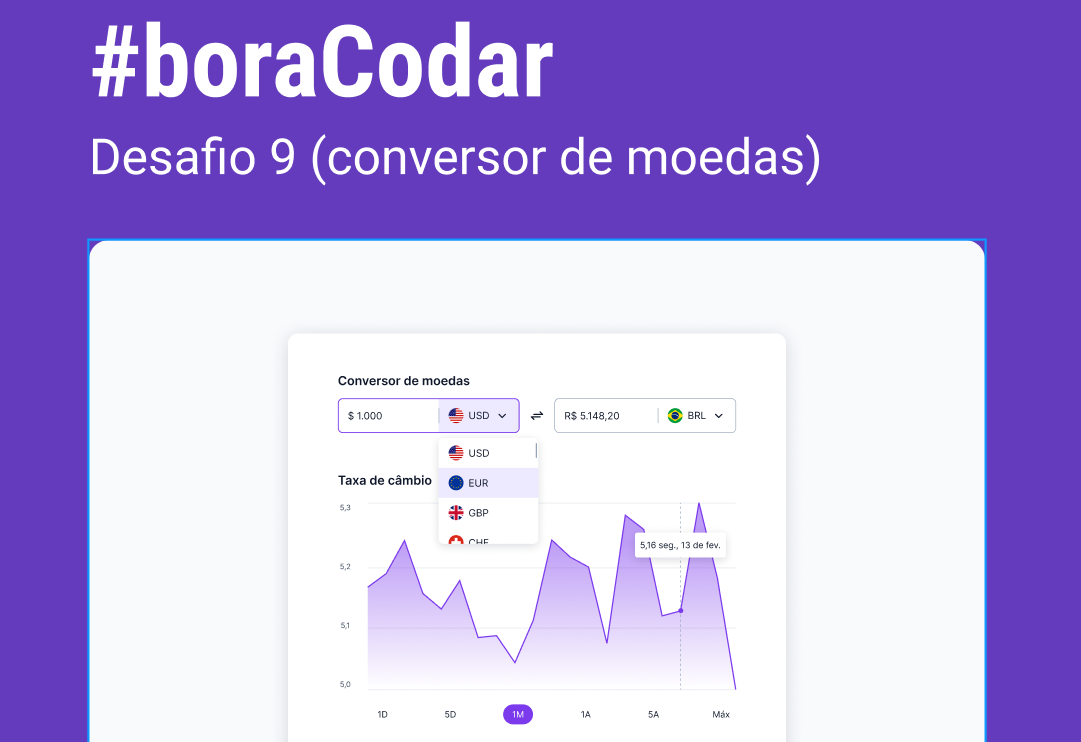 #boraCodar
Desafio 9 (conversor de moedas)
Conversor de moedas
$ 1.000 USD R$ 5.148,20 BRL
USD
Taxa de câmbio EUR
GBP
CHF
5,3
5,16 seg., 13 de fev.
5,2
5,1
5,0
1D 5D 1M 1A 5A Máx